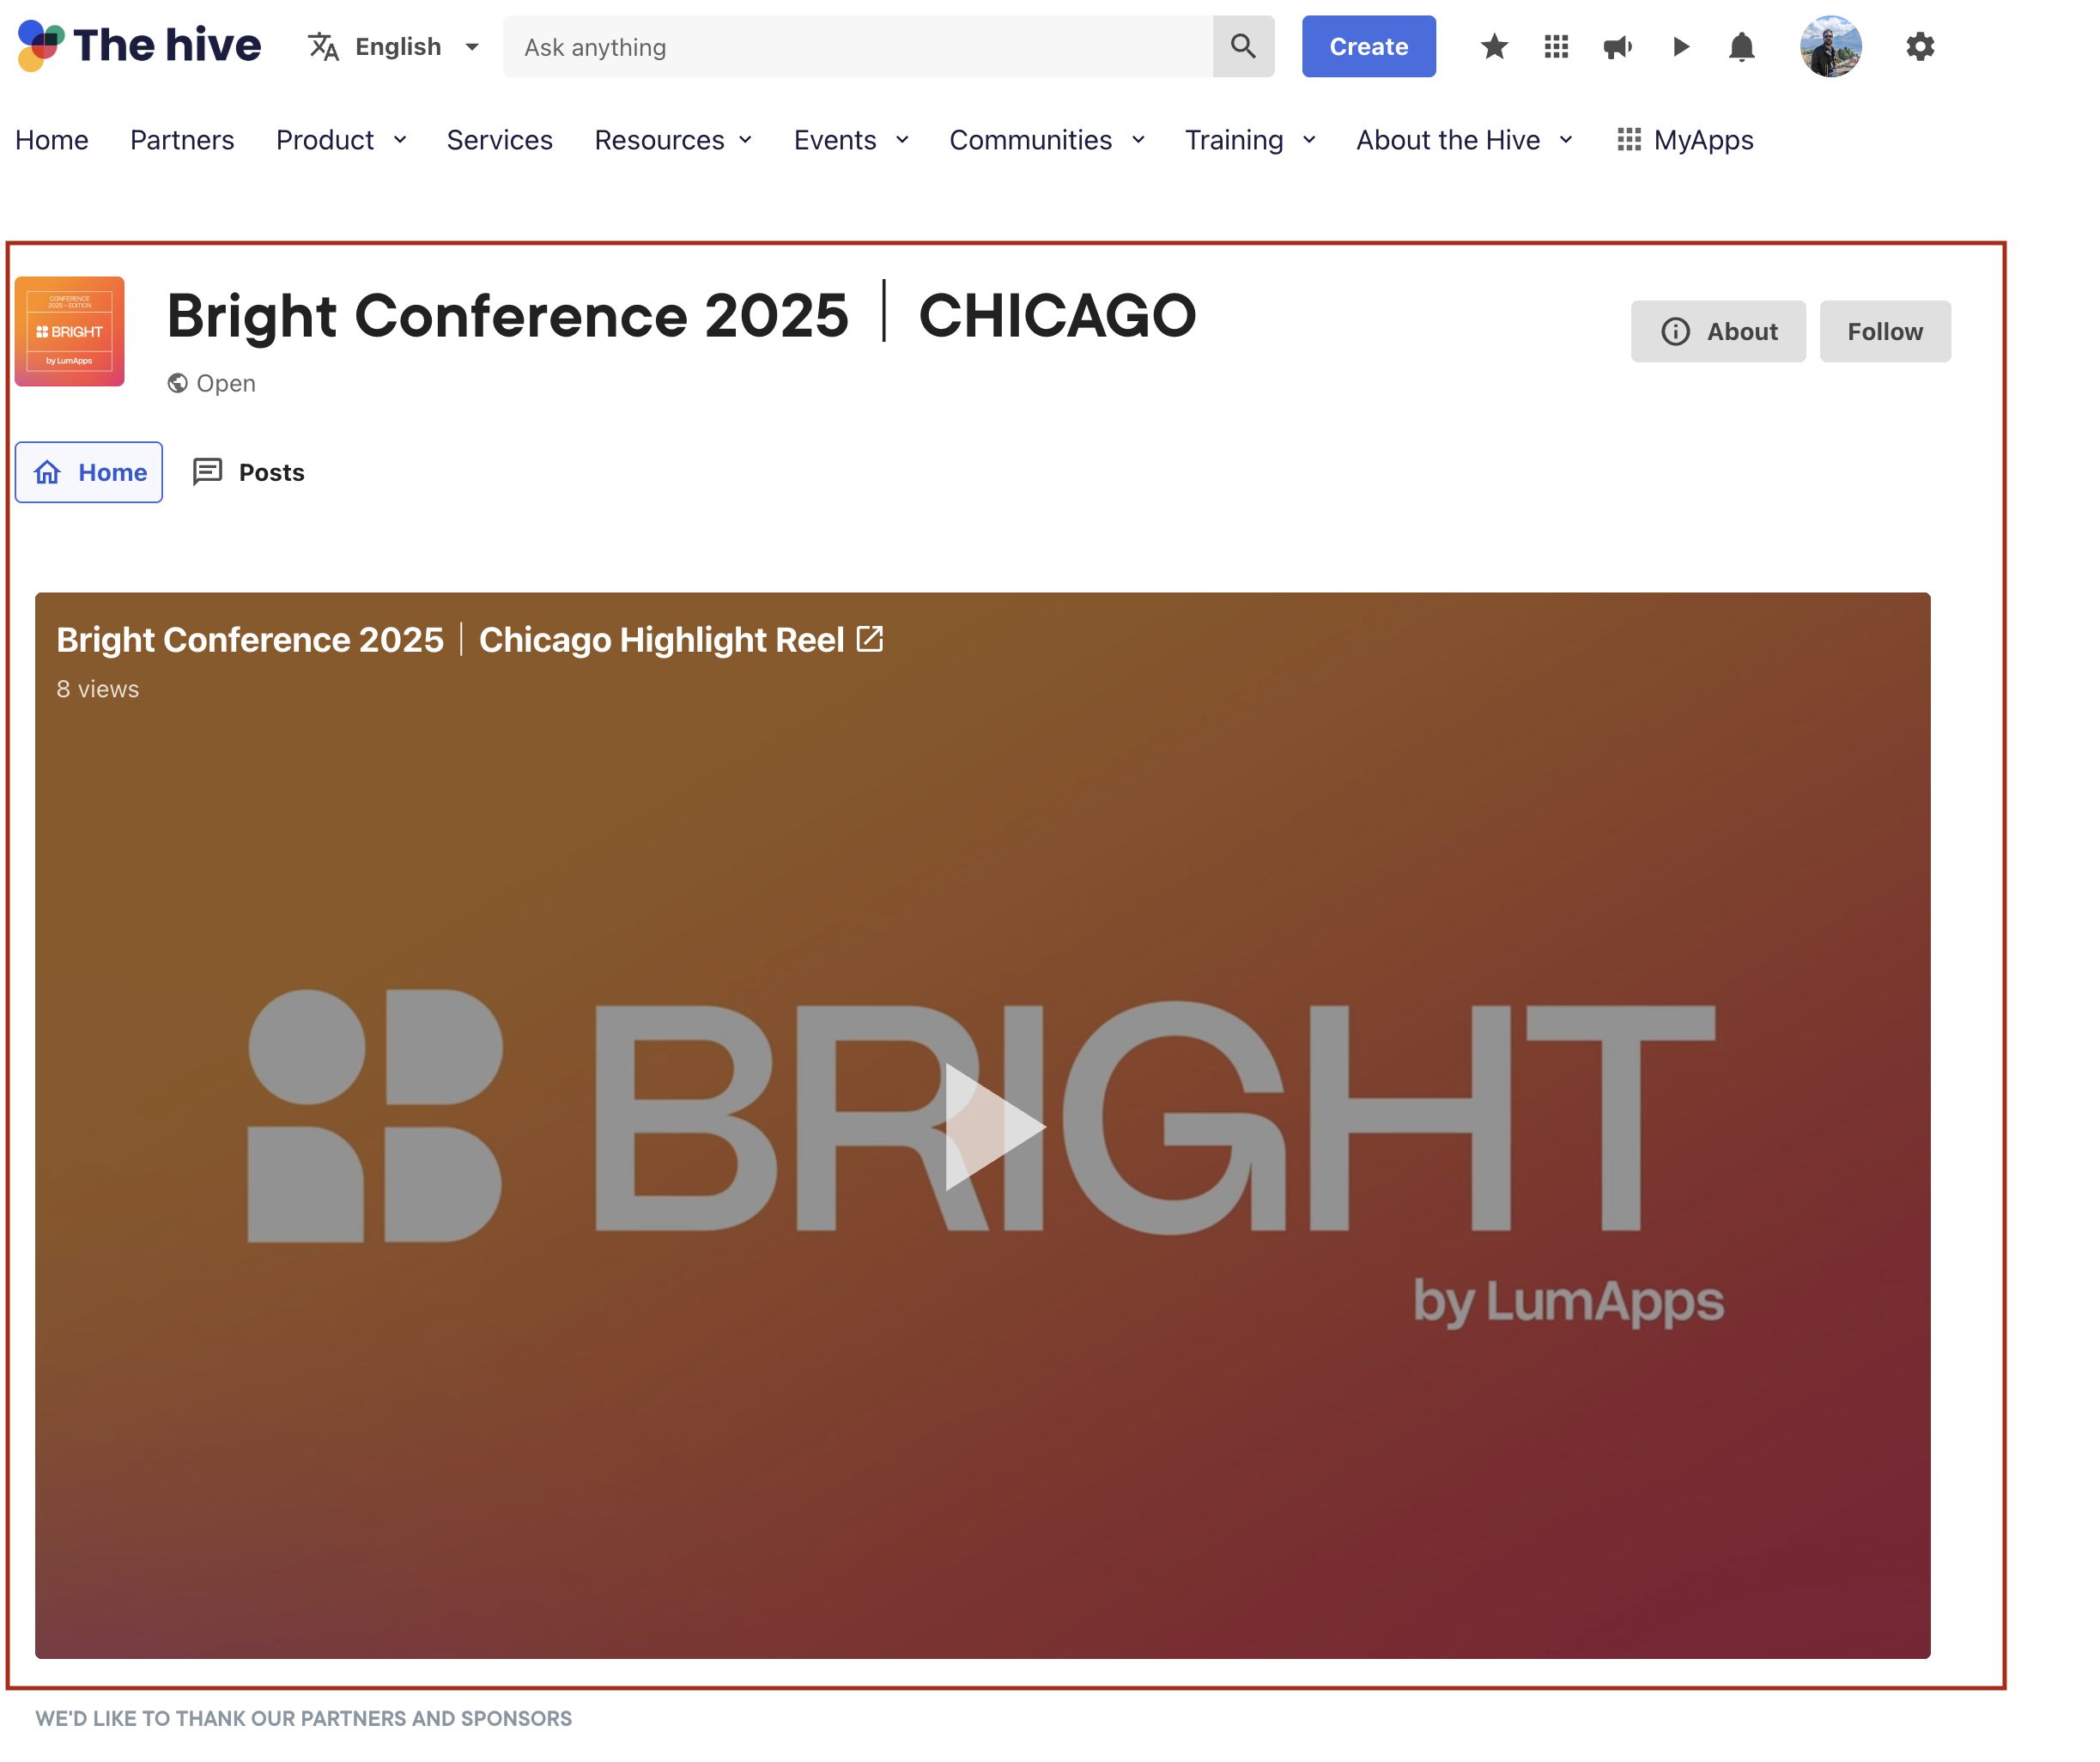 The hive
English
Ask anything
Create
Home Partners Product Services Resources Events Communities Training About the Hive MyApps
CONFERENCE
2025 - EDITION
BRIGHT
by LumApps
Bright Conference 2025 | CHICAGO
Open
About
Follow
Home
Posts
Bright Conference 2025 | Chicago Highlight Reel
8 views
BRIGHT
by LumApps
WE'D LIKE TO THANK OUR PARTNERS AND SPONSORS